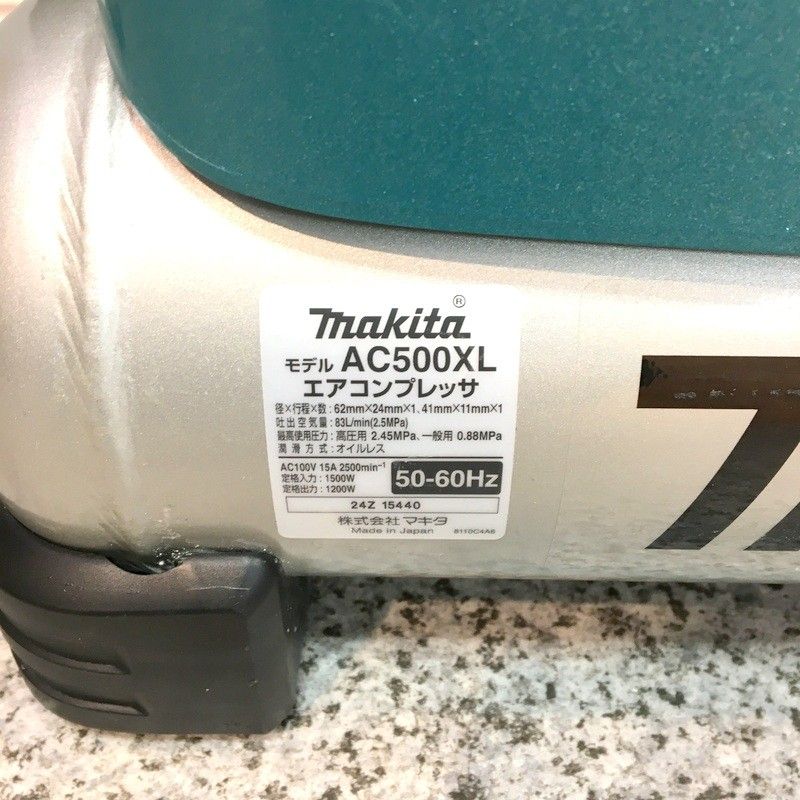 makita®
モデル AC500XL
エアコンプレッサ
径×行程×数：62mm×24mm×1、41mm×11mm×1
吐出空気量：83L/min(2.5MPa)
最高使用圧力：高圧用 2.45MPa、一般用 0.88MPa
潤滑方式：オイルレス
AC100V 15A 2500min⁻¹
定格入力：1500W
定格出力：1200W
50-60Hz
24Z 15440
株式会社 マキタ
Made in Japan
8110C4A6
7